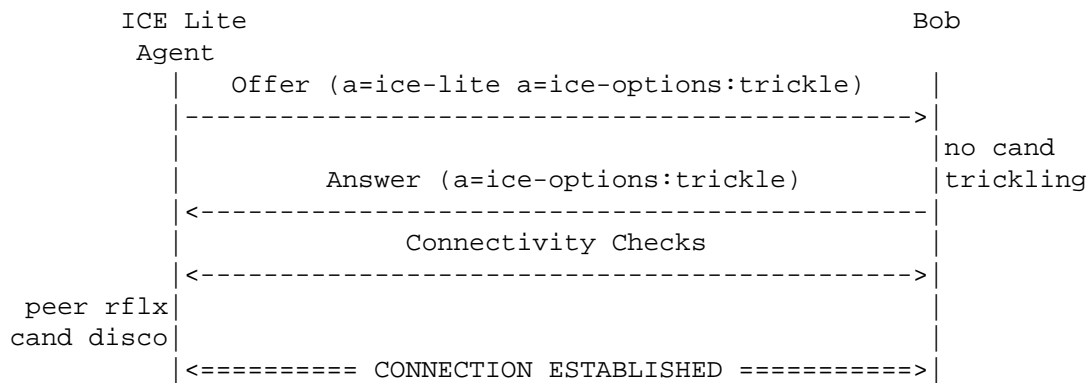 ICE Lite                                          Bob
Agent
Offer (a=ice-lite a=ice-options:trickle)
no cand
Answer (a=ice-options:trickle) trickling
Connectivity Checks
peer rflx
cand disco
CONNECTION ESTABLISHED